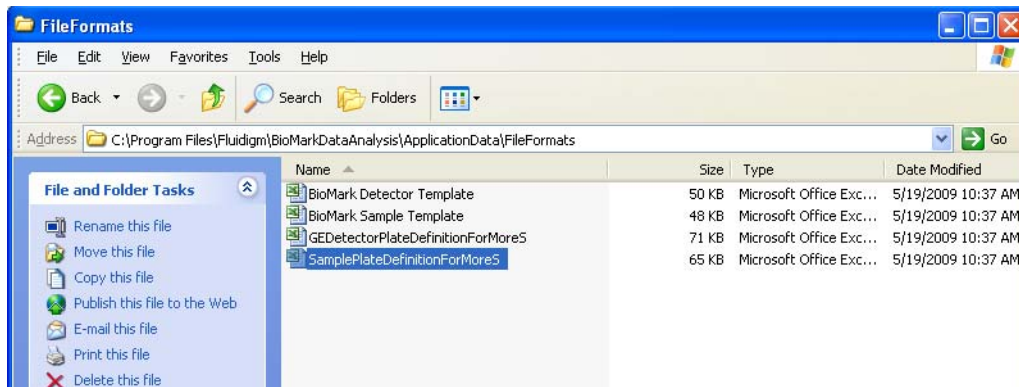 FileFormats
File Edit View Favorites Tools Help
Back Search Folders
Address C:\Program Files\Fluidigm\BioMarkDataAnalysis\ApplicationData\FileFormats Go
Name Size Type Date Modified
File and Folder Tasks
Rename this file
Move this file
Copy this file
Publish this file to the Web
E-mail this file
Print this file
Delete this file
BioMark Detector Template 50 KB Microsoft Office Exc... 5/19/2009 10:37 AM
BioMark Sample Template 48 KB Microsoft Office Exc... 5/19/2009 10:37 AM
GEDetectorPlateDefinitionForMoreS 71 KB Microsoft Office Exc... 5/19/2009 10:37 AM
SamplePlateDefinitionForMoreS 65 KB Microsoft Office Exc... 5/19/2009 10:37 AM